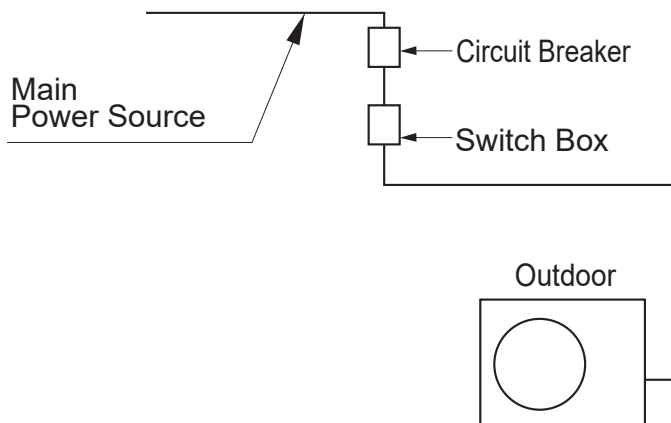 Circuit Breaker
Main
Power Source
Switch Box
Outdoor